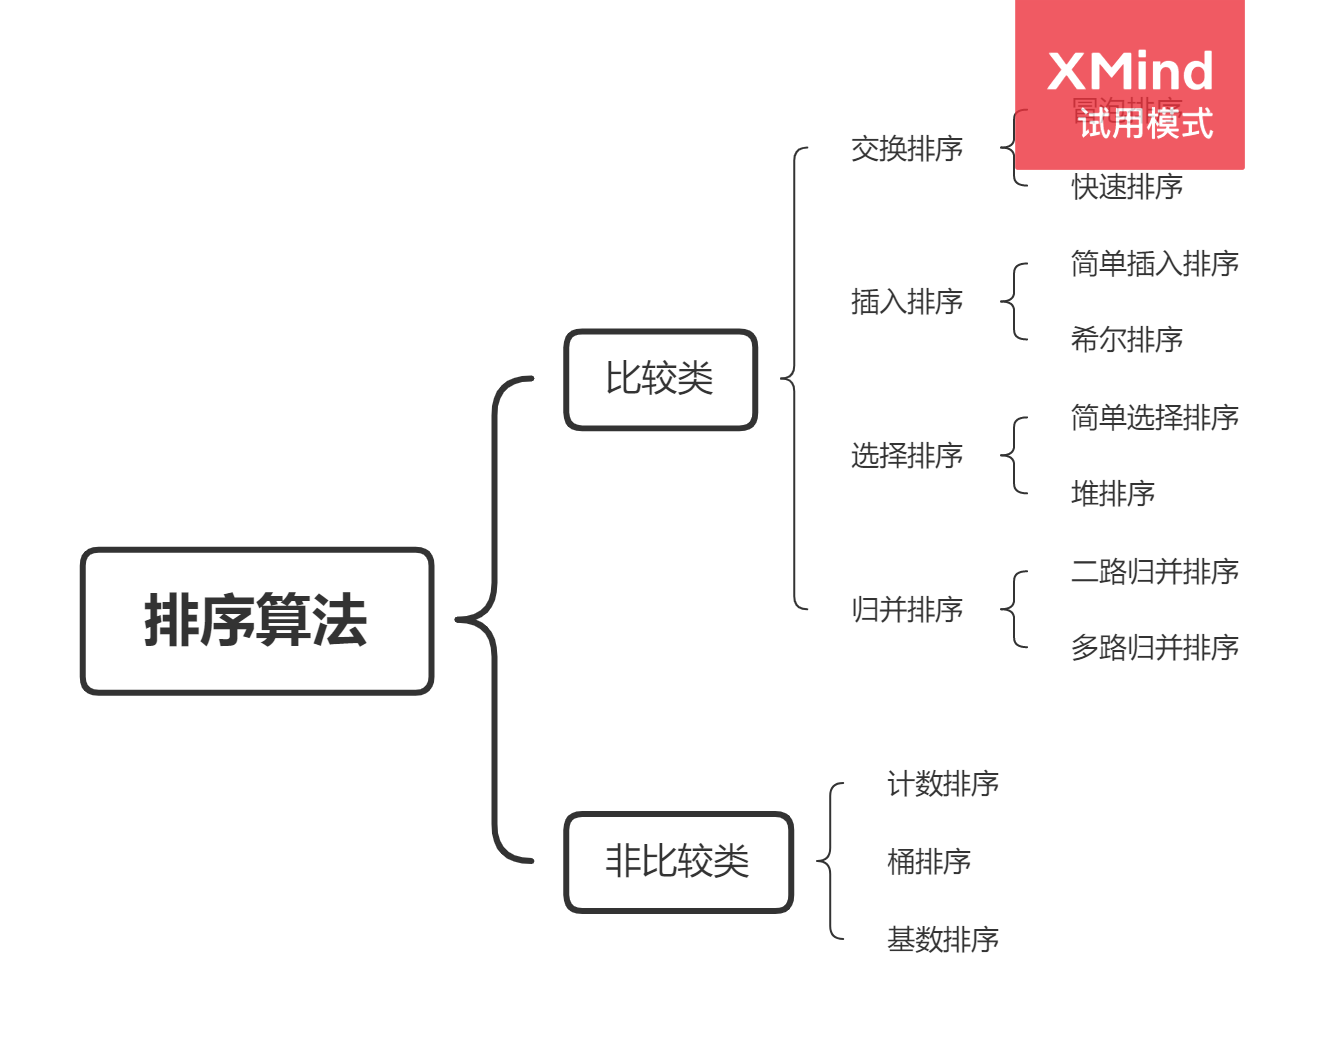 XMind
试用模式
冒泡排序
交换排序
快速排序
简单插入排序
插入排序
希尔排序
比较类
简单选择排序
选择排序
堆排序
二路归并排序
归并排序
多路归并排序
排序算法
计数排序
非比较类
桶排序
基数排序